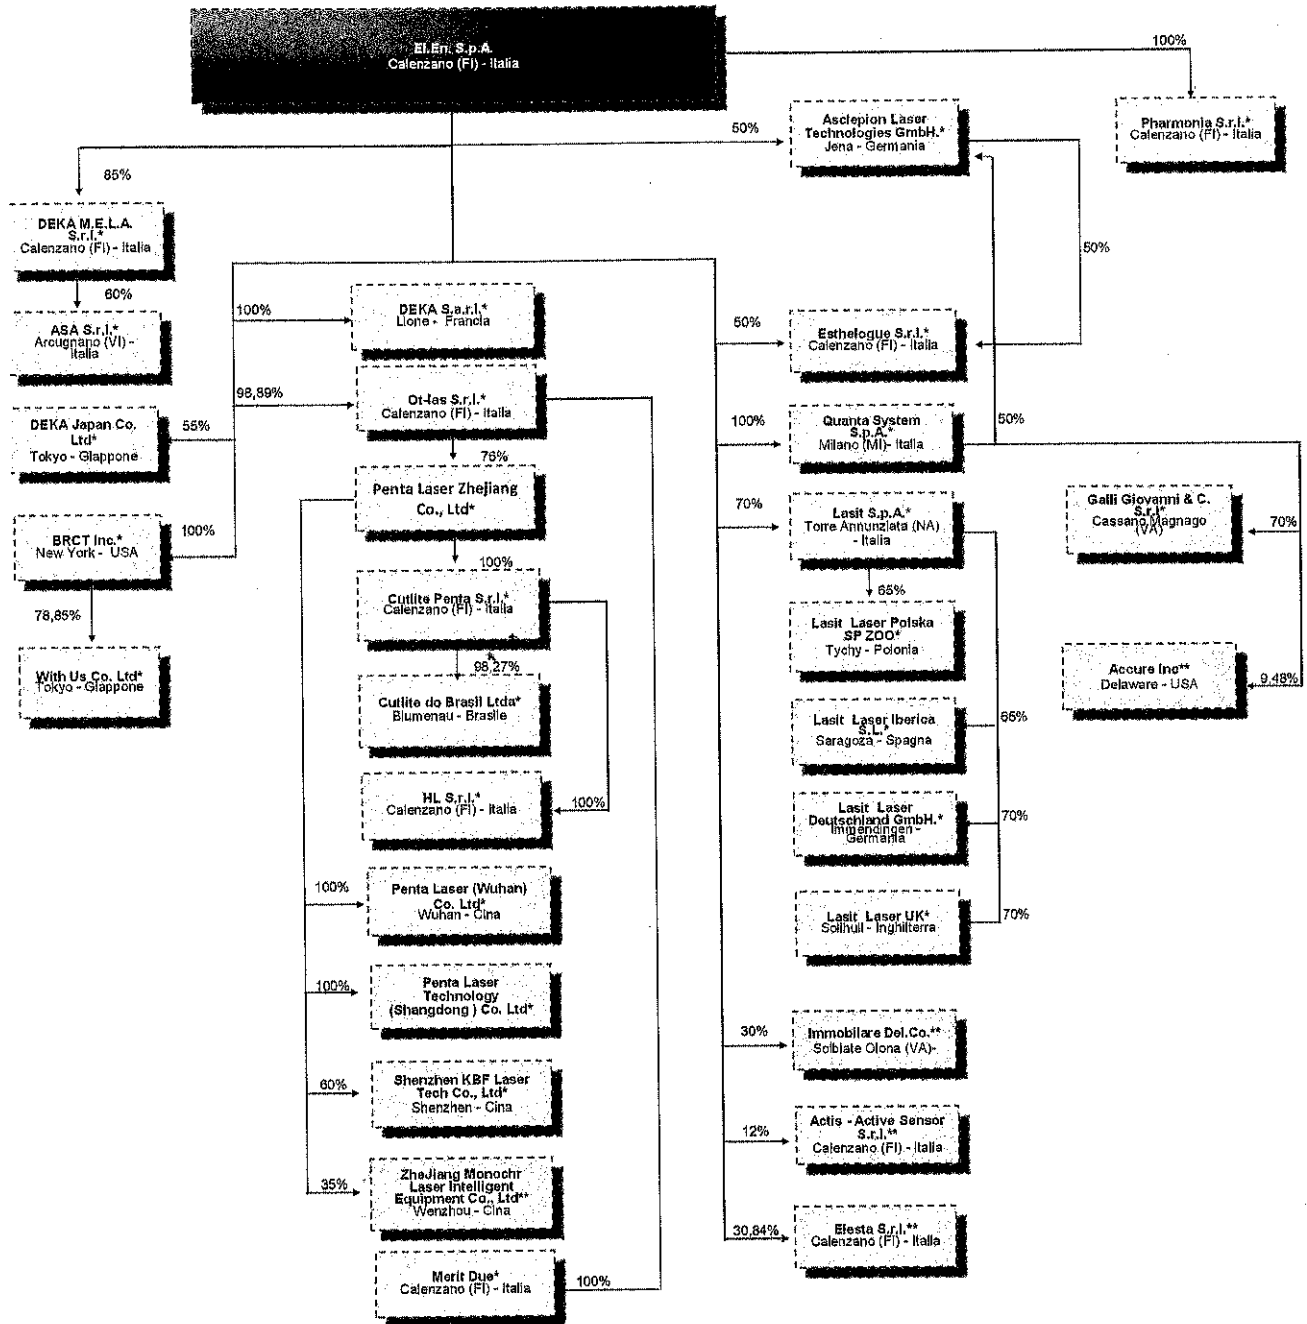 El.En. S.p.A.
Calenzano (FI) - Italia
100%
Pharmonia S.r.l.*
Calenzano (FI) - Italia
50%
Asclepion Laser
Technologies GmbH.*
Jena - Germania
50%
85%
DEKA M.E.L.A.
S.r.l.*
Calenzano (FI) - Italia
60%
ASA S.r.l.*
Arcugnano (VI) -
Italia
55%
DEKA Japan Co.
Ltd*
Tokyo - Giappone
100%
BRCT Inc.*
New York - USA
78,85%
With Us Co. Ltd*
Tokyo - Giappone
100%
DEKA S.a.r.l.*
Lione - Francia
98,89%
Ot-las S.r.l.*
Calenzano (FI) - Italia
76%
Penta Laser Zhejiang
Co., Ltd*
100%
Cutlite Penta S.r.l.*
Calenzano (FI) - Italia
98,27%
Cutlite do Brasil Ltda*
Blumenau - Brasile
HL S.r.l.*
Calenzano (FI) - Italia
100%
100%
Penta Laser (Wuhan)
Co. Ltd*
Wuhan - Cina
100%
Penta Laser
Technology
(Shangdong ) Co. Ltd*
60%
Shenzhen KBF Laser
Tech Co., Ltd*
Shenzhen - Cina
35%
ZheJiang Monochr
Laser Intelligent
Equipment Co., Ltd**
Wenzhou - Cina
Merit Due*
Calenzano (FI) - Italia
100%
50%
Esthelogue S.r.l.*
Calenzano (FI) - Italia
100%
Quanta System
S.p.A.*
Milano (MI)- Italia
50%
70%
Lasit S.p.A.*
Torre Annunziata (NA)
- Italia
65%
Lasit Laser Polska
SP ZOO*
Tychy - Polonia
Lasit Laser Iberica
S.L.*
Saragoza - Spagna
65%
Lasit Laser
Deutschland GmbH.*
Immendingen -
Germania
70%
Lasit Laser UK*
Solihull - Inghilterra
70%
Galli Giovanni & C.
S.r.l*
Cassano Magnago
(VA)
70%
Accure Inc**
Delaware - USA
9,48%
30%
Immobilare Del.Co.**
Solbiate Olona (VA)-
12%
Actis - Active Sensor
S.r.l.**
Calenzano (FI) - Italia
30,84%
Elesta S.r.l.**
Calenzano (FI) - Italia